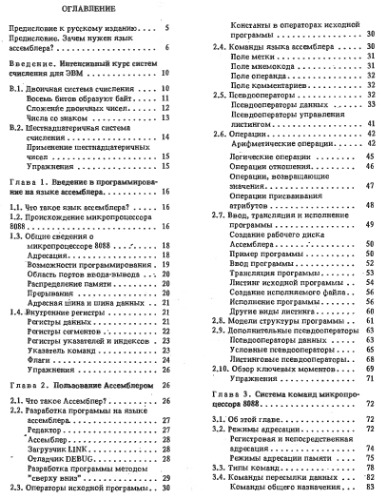 ОГЛАВЛЕНИЕ
Предисловие к русскому изданию.... 5
Предисловие. Зачем нужен язык
ассемблера? .................... 6
Введение. Интенсивный курс систем
счисления для ЭВМ ............... 10
В.1. Двоичная система счисления .... 10
Восемь битов образуют байт.... 11
Сложение двоичных чисел...... 12
Числа со знаком ............. 13
В.2. Шестнадцатеричная система
счисления ................... 14
Применение шестнадцатеричных
чисел ....................... 15
Упражнения .................. 15
Глава 1. Введение в программирова-
ние на языке ассемблера........... 16
1.1. Что такое язык ассемблера? ..... 16
1.2. Происхождение микропроцессора
8088 ........................ 16
1.3. Общие сведения о
микропроцессоре 8088 ......... 18
Адресация ................... 18
Возможности программирования . 19
Область портов ввода-вывода ... 20
Распределение памяти ......... 20
Прерывания .................. 20
Адресная шина и шина данных .. 21
1.4. Внутренние регистры .......... 21
Регистры данных ............. 21
Регистры сегментов ........... 22
Регистры указателей и индексов . 23
Указатель команд ............. 23
Флаги ....................... 24
Упражнения .................. 26
Глава 2. Пользование Ассемблером 26
2.1. Что такое Ассемблер? .......... 26
2.2. Разработка программы на языке
ассемблера................... 27
Редактор .................... 27
Ассемблер ................... 28
Загрузчик LINK .............. 28
Отладчик DEBUG.............. 28
Разработка программы методом
"сверху вниз" ................ 29
2.3. Операторы исходной программы .. 30
Константы в операторах исходной
программы ................... 30
2.4. Команды языка ассемблера ..... 30
Поле метки .................. 31
Поле мнемокода .............. 31
Поле операнда ............... 32
Поле комментариев ........... 32
2.5. Псевдооператоры ............. 32
Псевдооператоры данных ...... 33
Псевдооператоры управления
листингом ................... 41
2.6. Операции.................... 42
Арифметические операции...... 42
Логические операции .......... 45
Операции отношения........... 46
Операции, возвращающие
значения..................... 47
Операции присваивания
атрибутов ................... 48
2.7. Ввод, трансляция и исполнение
программы ................... 49
Создание рабочего диска
Ассемблера .................. 50
Пример программы ............ 50
Ввод программы .............. 52
Трансляция программы ......... 53
Листинг исходной программы ... 54
Создание исполняемого файла... 56
Исполнение программы ........ 56
Другие виды листинга ......... 60
2.8. Модели структуры программы ... 61
2.9. Дополнительные псевдооператоры 63
Псевдооператоры данных ...... 63
Условные псевдооператоры ..... 65
Листинговые псевдооператоры... 68
2.10. Обзор ключевых моментов..... 69
Упражнения .................. 71
Глава 3. Система команд микропро-
цессора 8088..................... 72
3.1. Об этой главе................ 72
3.2. Режимы адресации............. 72
Регистровая и непосредственная
адресация ................... 74
Режимы адресации памяти ..... 75
3.3. Типы команд ................. 78
3.4. Команды пересылки данных ..... 82
Команды общего назначения.... 83